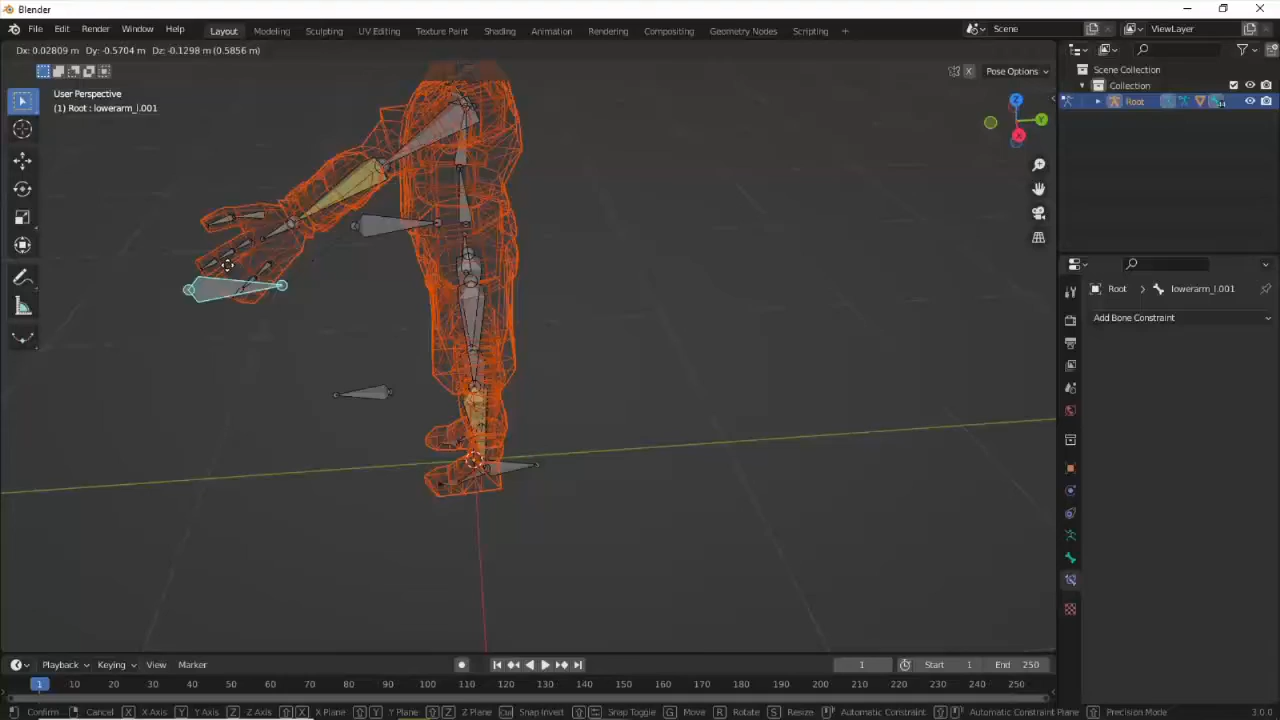 Blender
File Edit Render Window Help Layout Modeling Sculpting UV Editing Texture Paint Shading Animation Rendering Compositing Geometry Nodes Scripting + Scene ViewLayer
Dx: 0.02809 m Dy: -0.5704 m Dz: -0.1298 m (0.5856 m)
X Pose Options
User Perspective
(1) Root : lowerarm_l.001
Z
Y
X
Scene Collection
Collection
Root
Root > lowerarm_l.001
Add Bone Constraint
Playback Keying View Marker 1 Start 1 End 250
1 10 20 30 40 50 60 70 80 90 100 110 120 130 140 150 160 170 180 190 200 210 220 230 240 250
Confirm Cancel X X Axis Y Y Axis Z Z Axis X X Plane Y Y Plane Z Z Plane Snap Invert Snap Toggle G Move R Rotate S Resize Automatic Constraint Automatic Constraint Plane Precision Mode 3.0.0